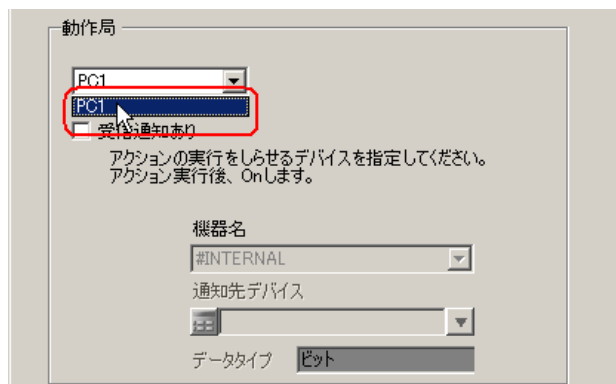 動作局
PC1
PC1
受信通知あり
アクションの実行をしらせるデバイスを指定してください。
アクション実行後、Onします。
機器名
#INTERNAL
通知先デバイス
データタイプ ビット